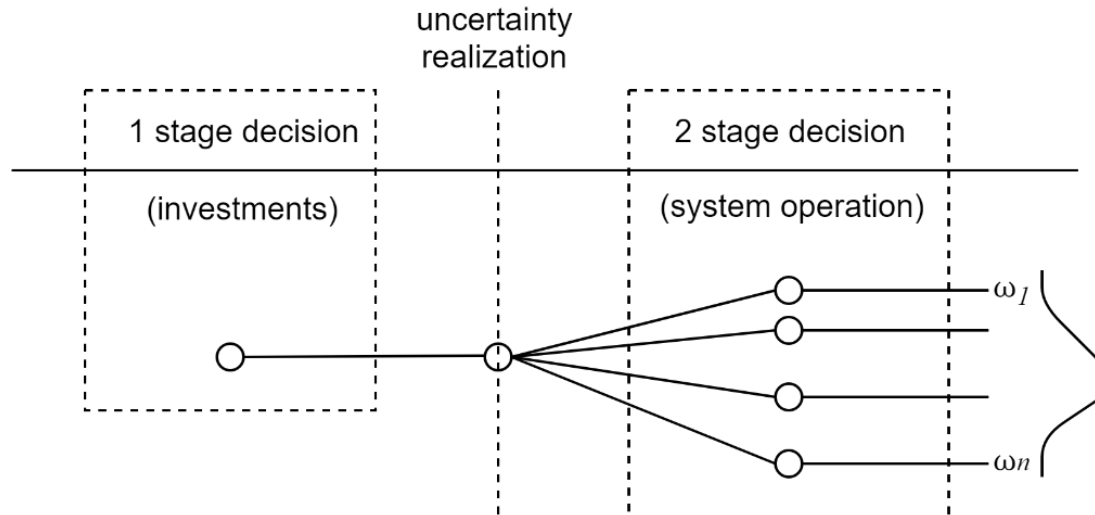 uncertainty
realization
1 stage decision
2 stage decision
(investments)
(system operation)
ω1
ωn